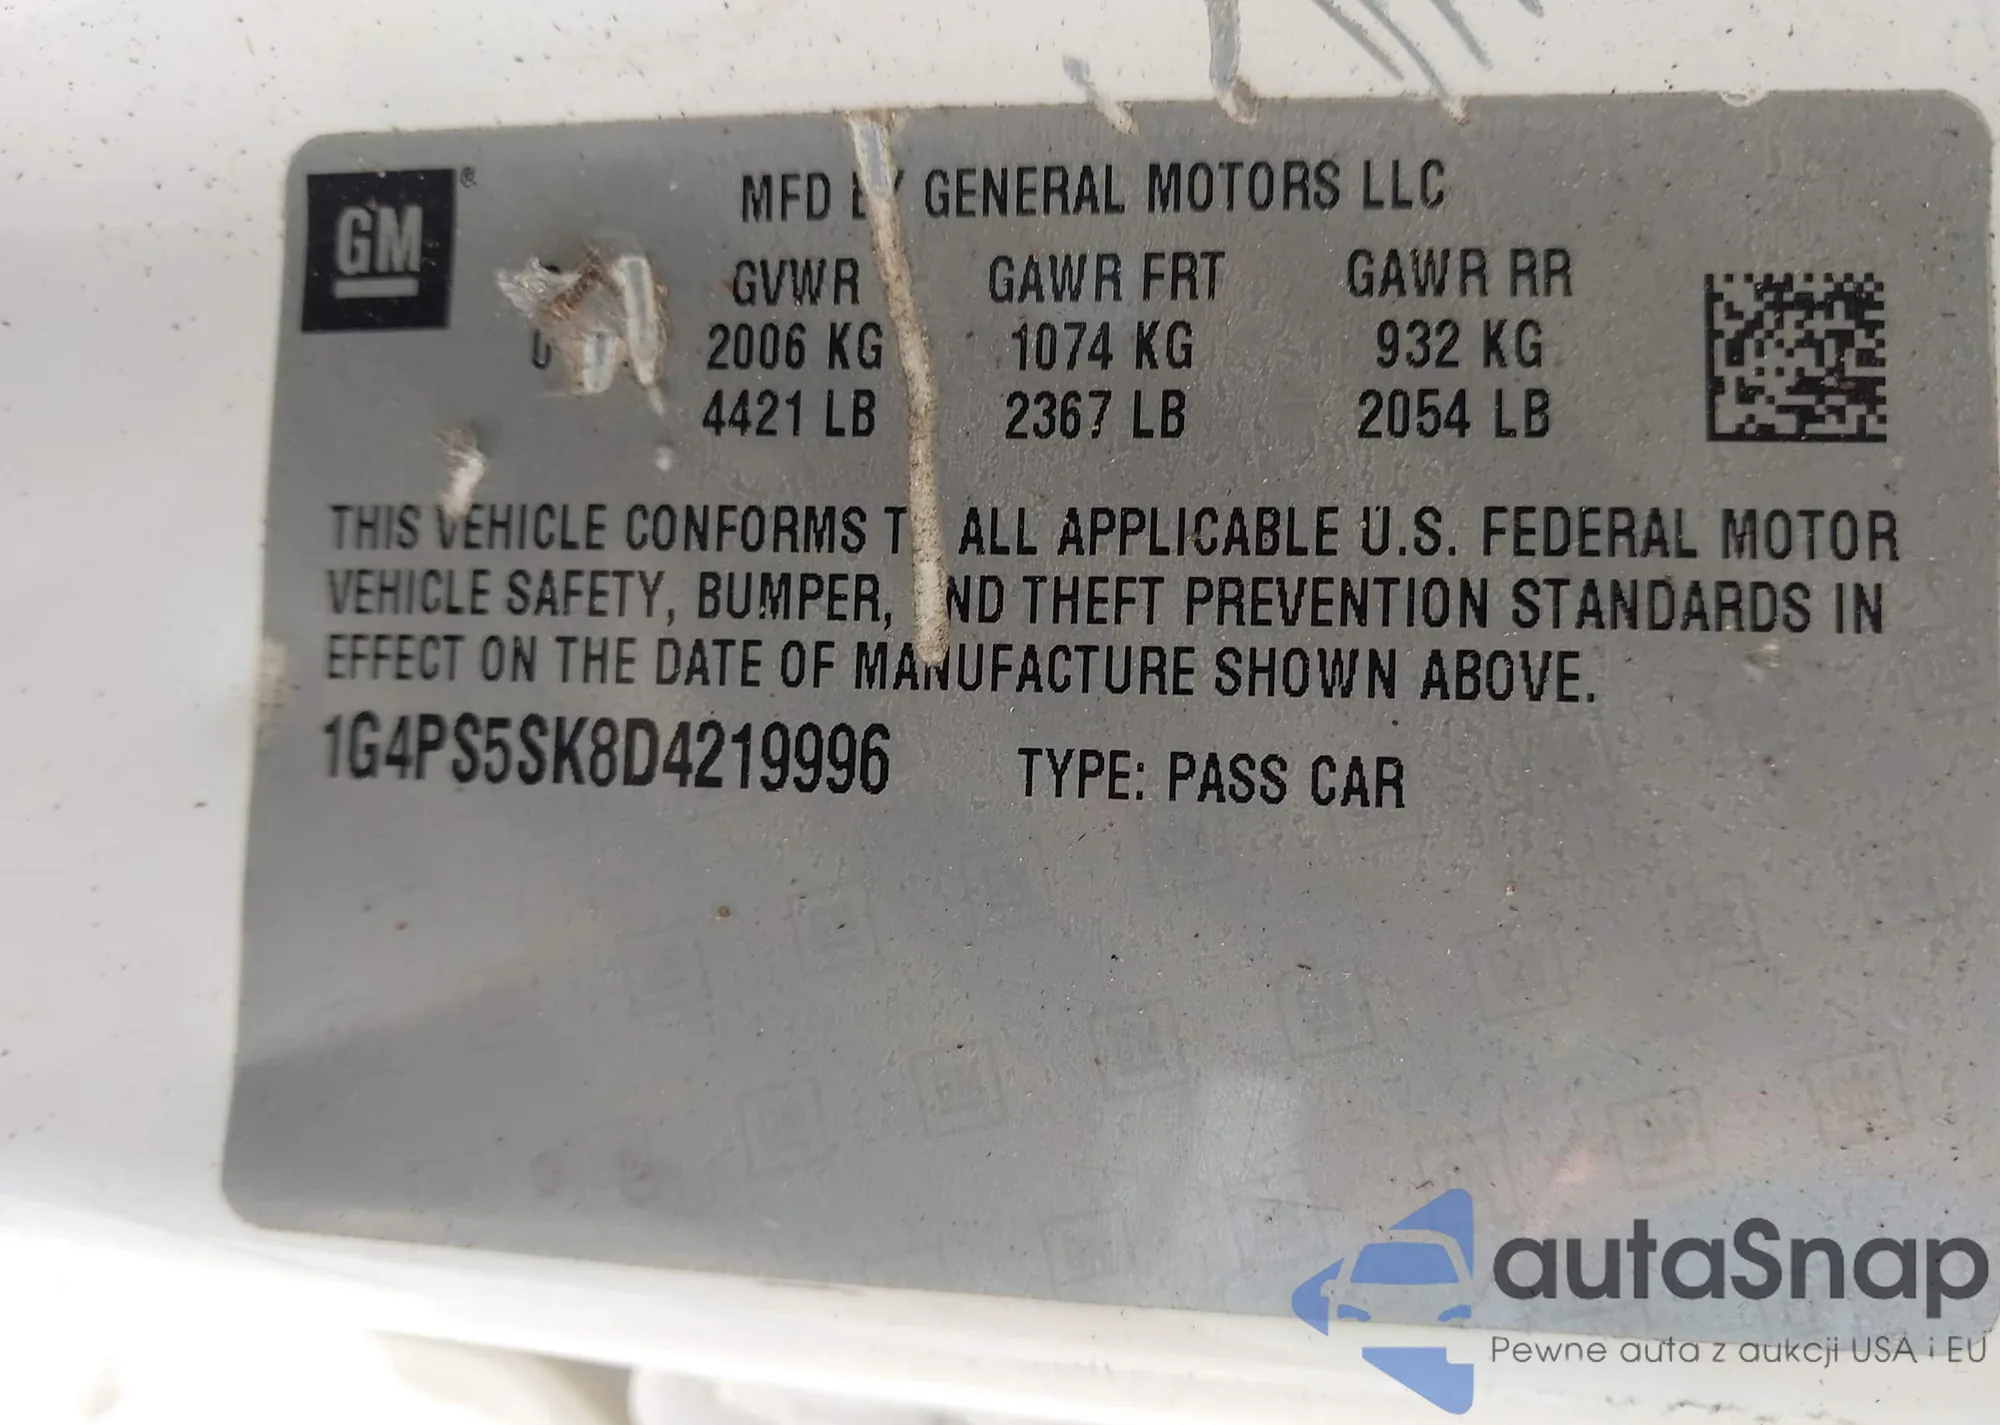 GM®
MFD BY GENERAL MOTORS LLC
GVWR GAWR FRT GAWR RR
2006 KG 1074 KG 932 KG
4421 LB 2367 LB 2054 LB
THIS VEHICLE CONFORMS TO ALL APPLICABLE U.S. FEDERAL MOTOR
VEHICLE SAFETY, BUMPER, AND THEFT PREVENTION STANDARDS IN
EFFECT ON THE DATE OF MANUFACTURE SHOWN ABOVE.
1G4PS5SK8D4219996 TYPE: PASS CAR
autaSnap
Pewne auta z aukcji USA i EU